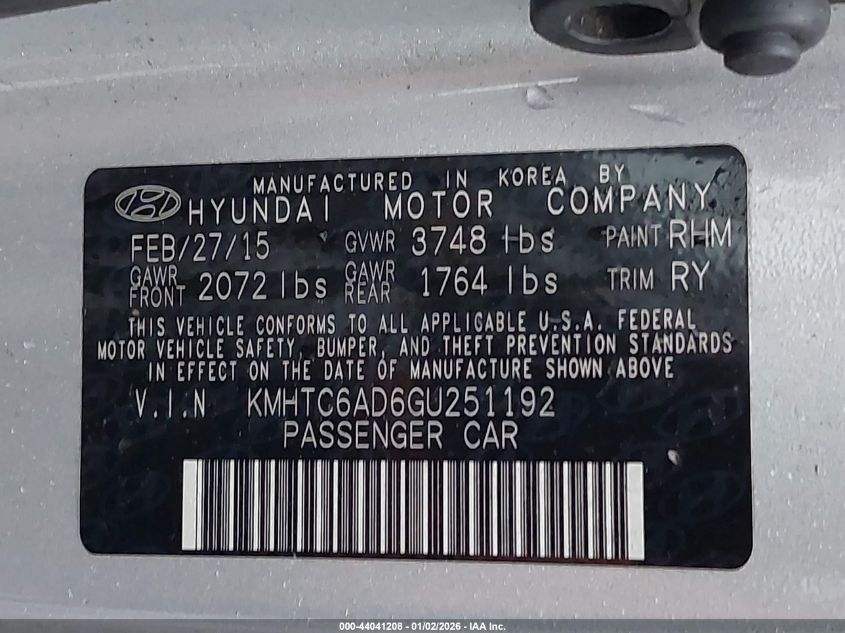 MANUFACTURED IN KOREA BY
HYUNDAI MOTOR COMPANY
FEB/27/15 GVWR 3748 lbs PAINT RHM
GAWR FRONT 2072 lbs GAWR REAR 1764 lbs TRIM RY
THIS VEHICLE CONFORMS TO ALL APPLICABLE U.S.A. FEDERAL
MOTOR VEHICLE SAFETY, BUMPER, AND THEFT PREVENTION STANDARDS
IN EFFECT ON THE DATE OF MANUFACTURE SHOWN ABOVE
V.I.N KMHTC6AD6GU251192
PASSENGER CAR
000-44041208 - 01/02/2026 - IAA Inc.